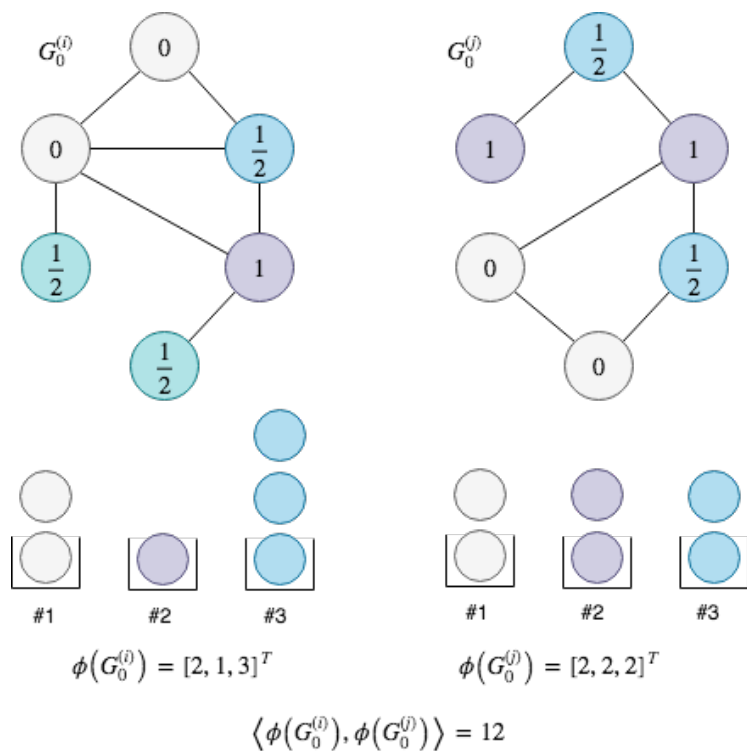 G_0^{(i)}
0
0
1/2
1/2
1
1/2
G_0^{(j)}
1/2
1
1
0
1/2
0
#1 #2 #3
#1 #2 #3
ϕ(G_0^{(i)}) = [2, 1, 3]^T
ϕ(G_0^{(j)}) = [2, 2, 2]^T
⟨ϕ(G_0^{(i)}), ϕ(G_0^{(j)})⟩ = 12